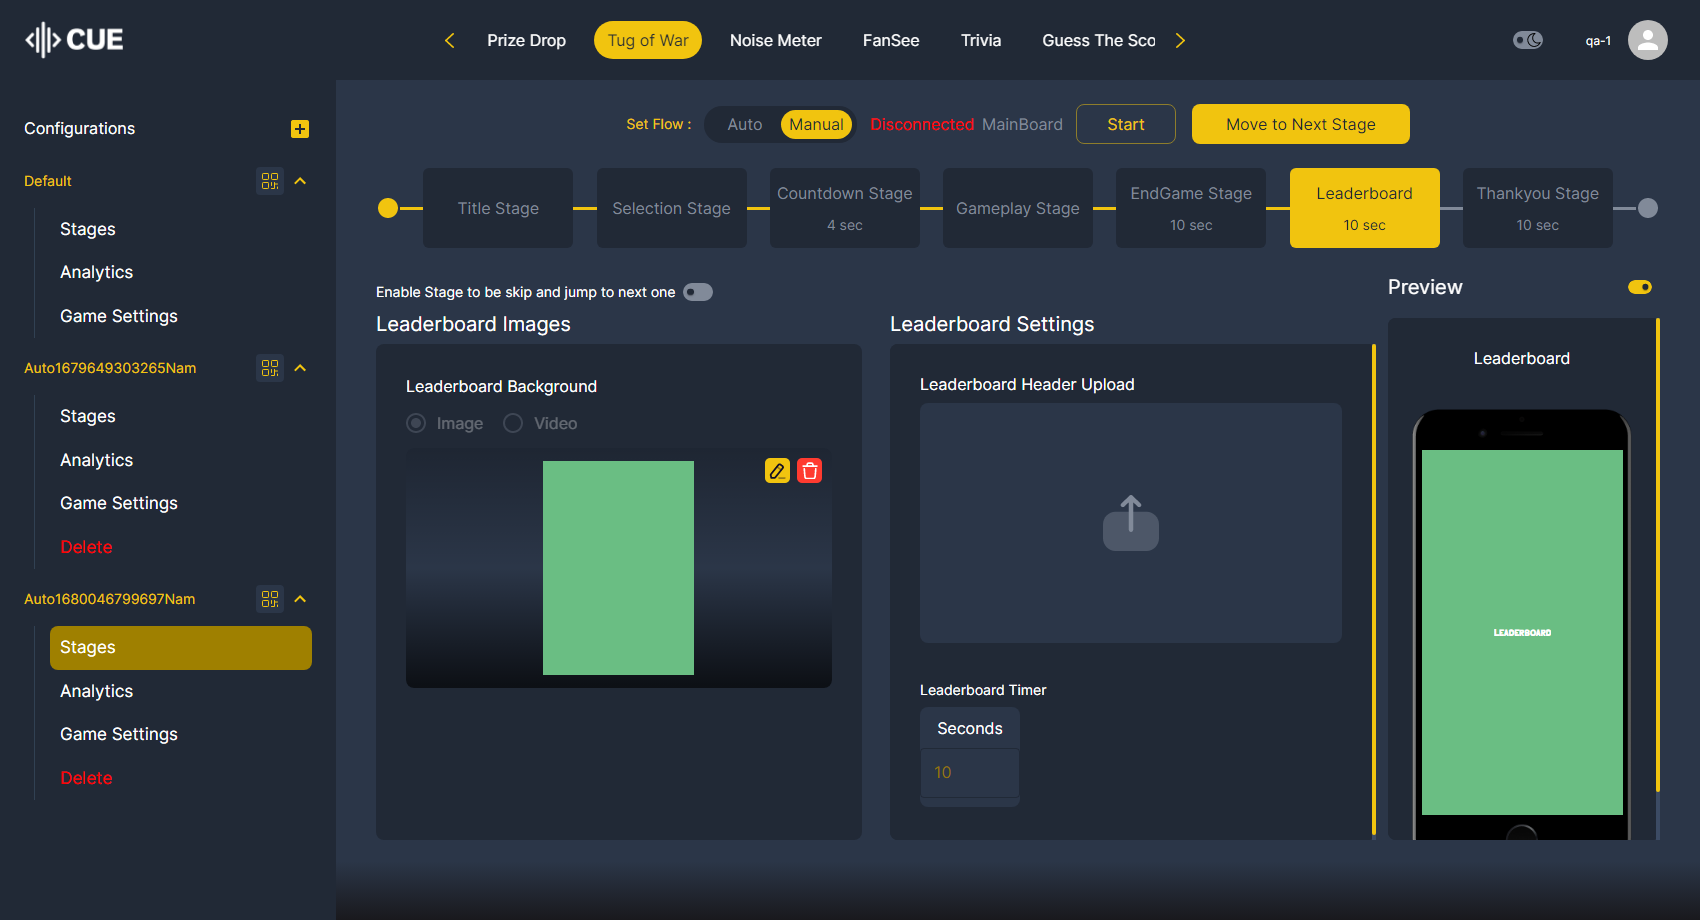 CUE
Prize Drop
Tug of War
Noise Meter
FanSee
Trivia
Guess The Sco
qa-1
Configurations
Default
Stages
Analytics
Game Settings
Auto1679649303265Nam
Stages
Analytics
Game Settings
Delete
Auto1680046799697Nam
Stages
Analytics
Game Settings
Delete
Set Flow :
Auto
Manual
Disconnected MainBoard
Start
Move to Next Stage
Title Stage
Selection Stage
Countdown Stage
4 sec
Gameplay Stage
EndGame Stage
10 sec
Leaderboard
10 sec
Thankyou Stage
10 sec
Enable Stage to be skip and jump to next one
Leaderboard Images
Leaderboard Background
Image
Video
Leaderboard Settings
Leaderboard Header Upload
Leaderboard Timer
Seconds
10
Preview
Leaderboard
LEADERBOARD